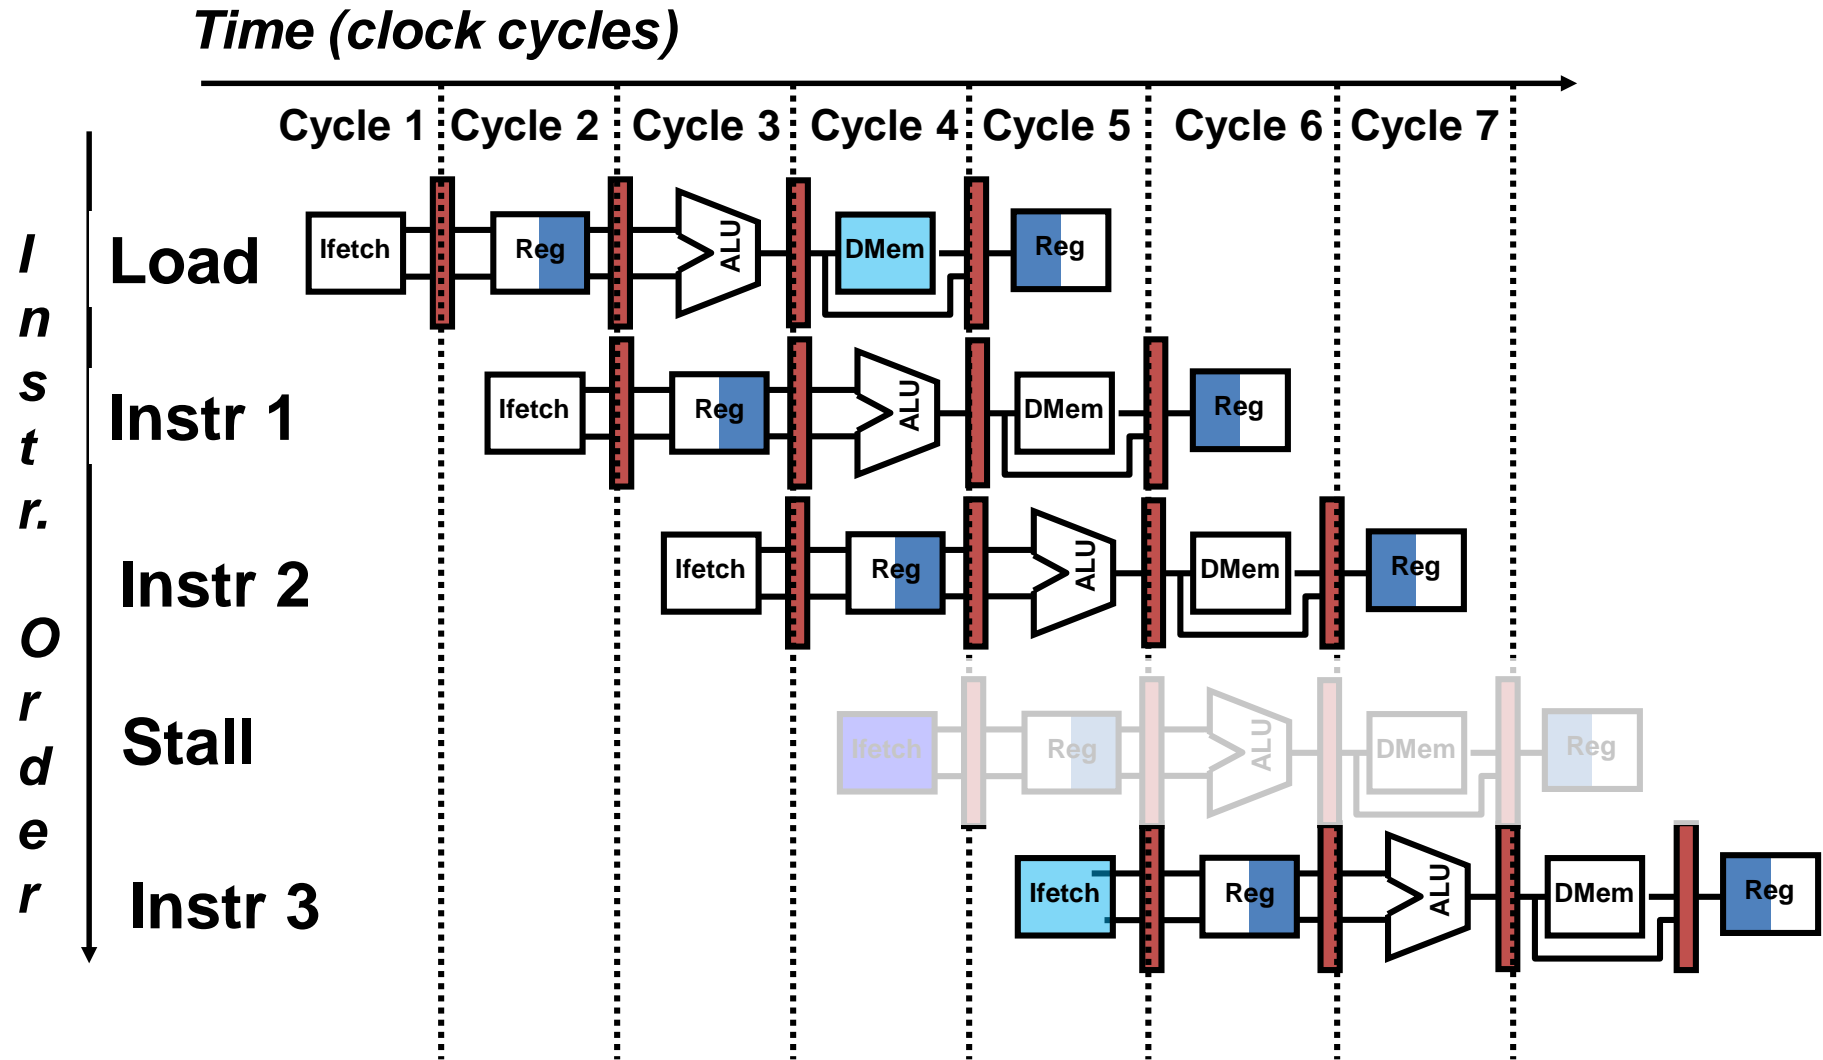 Time (clock cycles)
Cycle 1 Cycle 2 Cycle 3 Cycle 4 Cycle 5 Cycle 6 Cycle 7
Instr. Order
Load Ifetch Reg ALU DMem Reg
Instr 1 Ifetch Reg ALU DMem Reg
Instr 2 Ifetch Reg ALU DMem Reg
Stall Ifetch Reg ALU DMem Reg
Instr 3 Ifetch Reg ALU DMem Reg